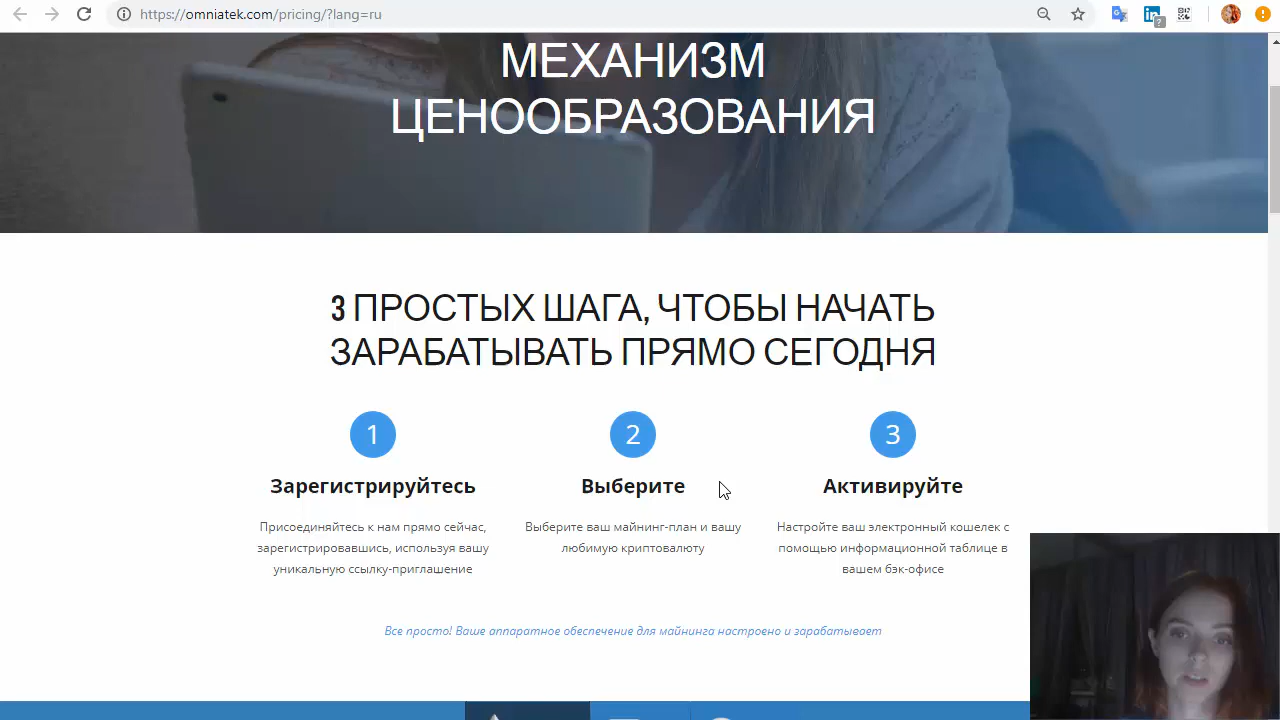 https://omniatek.com/pricing/?lang=ru
МЕХАНИЗМ
ЦЕНООБРАЗОВАНИЯ
3 ПРОСТЫХ ШАГА, ЧТОБЫ НАЧАТЬ
ЗАРАБАТЫВАТЬ ПРЯМО СЕГОДНЯ
1
Зарегистрируйтесь
Присоединяйтесь к нам прямо сейчас,
зарегистрировавшись, используя вашу
уникальную ссылку-приглашение
2
Выберите
Выберите ваш майнинг-план и вашу
любимую криптовалюту
3
Активируйте
Настройте ваш электронный кошелек с
помощью информационной таблице в
вашем бэк-офисе
Все просто! Ваше аппаратное обеспечение для майнинга настроено и зарабатывает